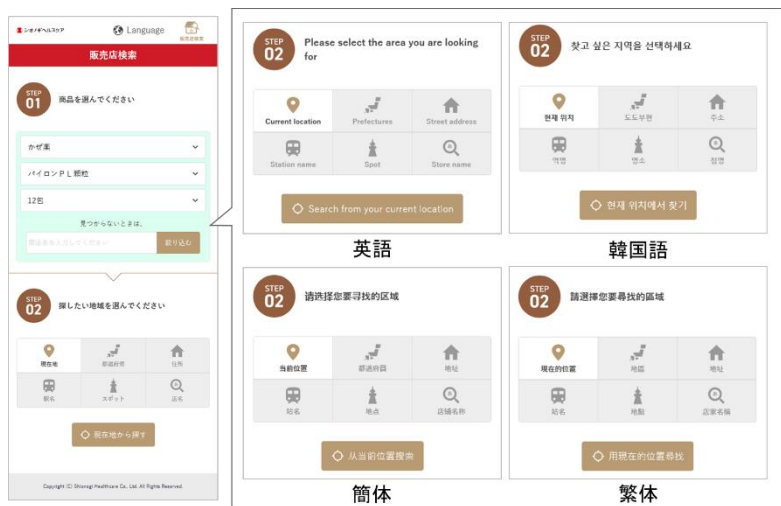 シオノギヘルスケア
Language
販売店検索
販売店検索
STEP
01
商品を選んでください
かぜ薬
パイロンPL顆粒
12包
見つからないときは、
商品名を入力してください
絞り込む
STEP
02
探したい地域を選んでください
現在地
都道府県
住所
駅名
スポット
店名
現在地から探す
Copyright (C) Shionogi Healthcare Co., Ltd. All Rights Reserved.
STEP
02
Please select the area you are looking
for
Current location
Prefectures
Street address
Station name
Spot
Store name
Search from your current location
英語
STEP
02
찾고 싶은 지역을 선택하세요
현재 위치
도도부현
주소
역명
명소
점명
현재 위치에서 찾기
韓国語
STEP
02
请选择您要寻找的区域
当前位置
都道府县
地址
站名
地点
店铺名称
从当前位置搜索
簡体
STEP
02
請選擇您要尋找的區域
現在的位置
地區
地址
站名
地點
店家名稱
用現在的位置尋找
繁体